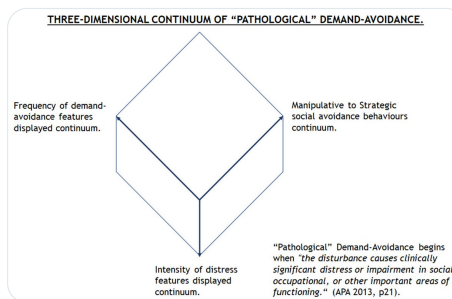 THREE-DIMENSIONAL CONTINUUM OF “PATHOLOGICAL” DEMAND-AVOIDANCE.
Frequency of demand-
avoidance features
displayed continuum.
Manipulative to Strategic
social avoidance behaviours
continuum.
Intensity of distress
features displayed
continuum.
“Pathological” Demand-Avoidance begins
when "the disturbance causes clinically
significant distress or impairment in social,
occupational, or other important areas of
functioning.“ (APA 2013, p21).